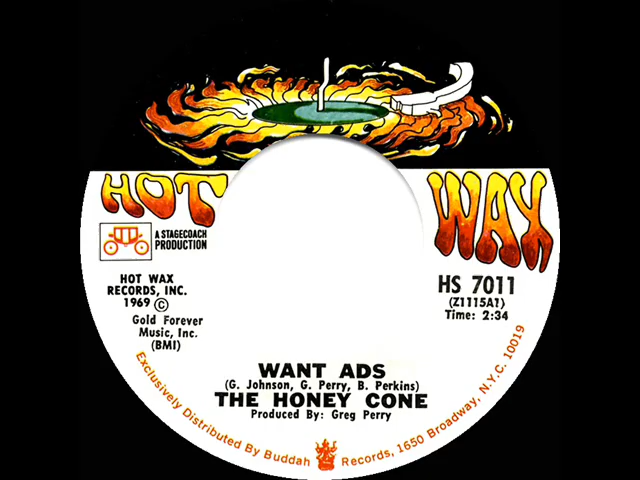 HOT WAX
A STAGECOACH
PRODUCTION
HOT WAX
RECORDS, INC.
1969 ©
Gold Forever
Music, Inc.
(BMI)
HS 7011
(Z1115A1)
Time: 2:34
WANT ADS
(G. Johnson, G. Perry, B. Perkins)
THE HONEY CONE
Produced By: Greg Perry
Exclusively Distributed By Buddah Records, 1650 Broadway, N.Y.C. 10019